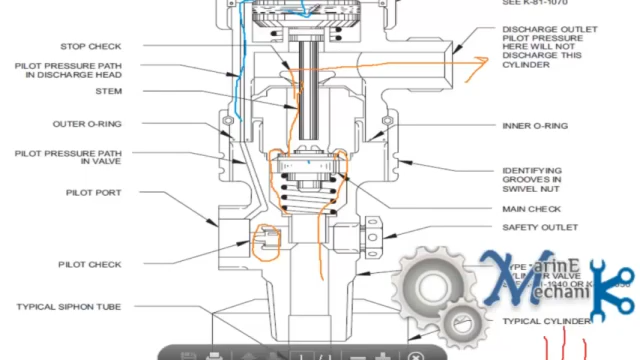 SEE K-81-1070
STOP CHECK
PILOT PRESSURE PATH
IN DISCHARGE HEAD
STEM
OUTER O-RING
PILOT PRESSURE PATH
IN VALVE
PILOT PORT
PILOT CHECK
TYPICAL SIPHON TUBE
DISCHARGE OUTLET
PILOT PRESSURE
HERE WILL NOT
DISCHARGE THIS
CYLINDER
INNER O-RING
IDENTIFYING
GROOVES IN
SWIVEL NUT
MAIN CHECK
SAFETY OUTLET
MarinE
MechaniK
TYPICAL CYLINDER